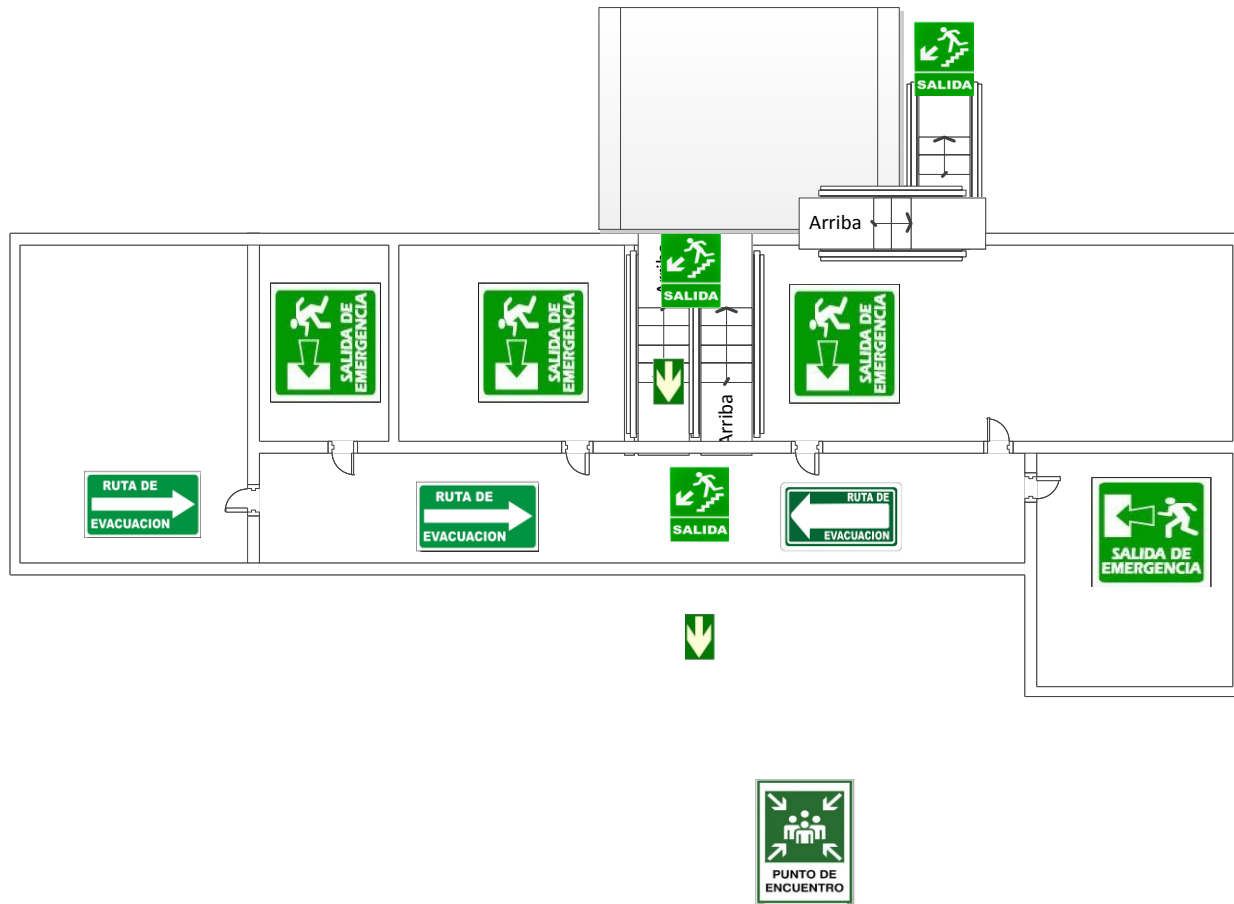 SALIDA
Arriba
SALIDA
SALIDA DE
EMERGENCIA
SALIDA DE
EMERGENCIA
SALIDA DE
EMERGENCIA
Arriba
RUTA DE
EVACUACION
RUTA DE
EVACUACION
SALIDA
RUTA DE
EVACUACION
SALIDA DE
EMERGENCIA
PUNTO DE
ENCUENTRO